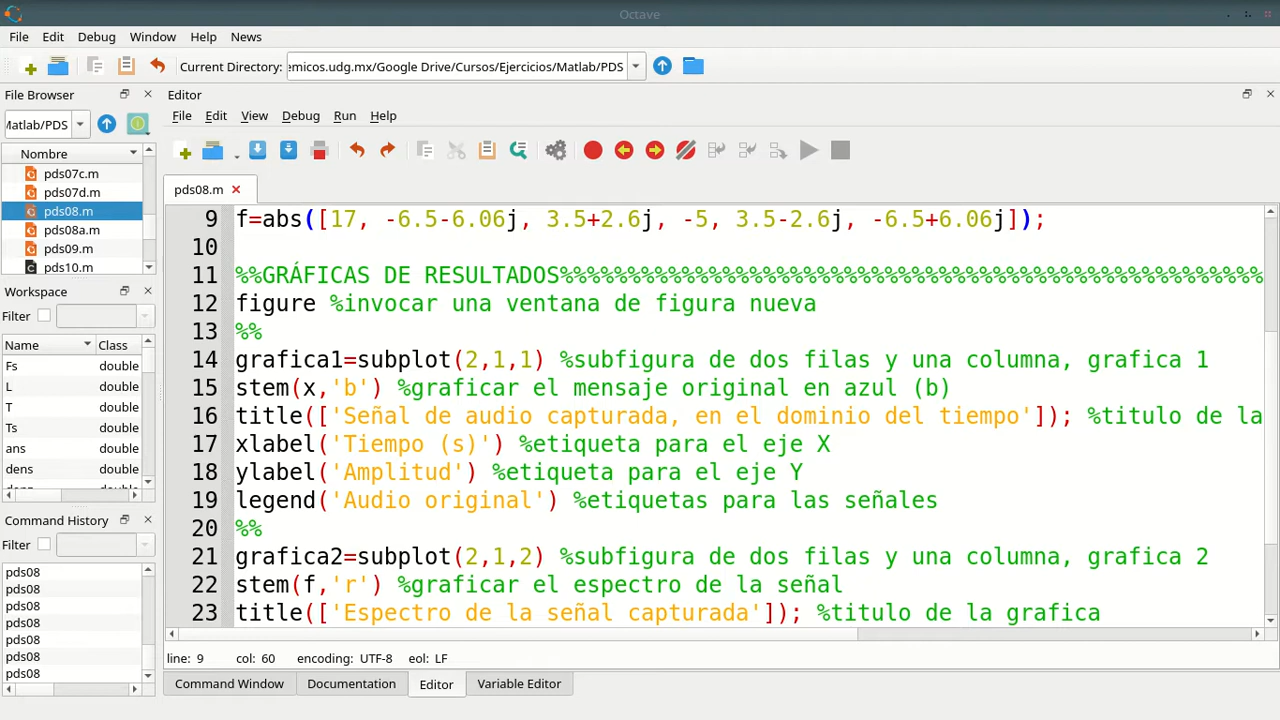 Octave
File Edit Debug Window Help News
Current Directory: emicos.udg.mx/Google Drive/Cursos/Ejercicios/Matlab/PDS
File Browser
Matlab/PDS
Nombre
pds07c.m
pds07d.m
pds08.m
pds08a.m
pds09.m
pds10.m
Workspace
Filter
Name Class
Fs double
L double
T double
Ts double
ans double
dens double
Command History
Filter
pds08
pds08
pds08
pds08
pds08
pds08
pds08
Editor
File Edit View Debug Run Help
pds08.m
9 f=abs([17, -6.5-6.06j, 3.5+2.6j, -5, 3.5-2.6j, -6.5+6.06j]);
10
11 %%GRÁFICAS DE RESULTADOS%%%%%%%%%%%%%%%%%%%%%%%%%%%%%%%%%%%%%%%%%%%%%%%%%%%%
12 figure %invocar una ventana de figura nueva
13 %%
14 grafica1=subplot(2,1,1) %subfigura de dos filas y una columna, grafica 1
15 stem(x,'b') %graficar el mensaje original en azul (b)
16 title(['Señal de audio capturada, en el dominio del tiempo']); %titulo de la
17 xlabel('Tiempo (s)') %etiqueta para el eje X
18 ylabel('Amplitud') %etiqueta para el eje Y
19 legend('Audio original') %etiquetas para las señales
20 %%
21 grafica2=subplot(2,1,2) %subfigura de dos filas y una columna, grafica 2
22 stem(f,'r') %graficar el espectro de la señal
23 title(['Espectro de la señal capturada']); %titulo de la grafica
line: 9 col: 60 encoding: UTF-8 eol: LF
Command Window Documentation Editor Variable Editor